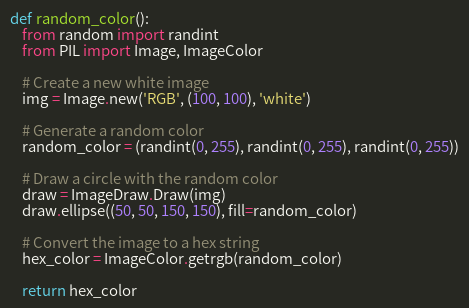 def random_color():
from random import randint
from PIL import Image, ImageColor
# Create a new white image
img = Image.new('RGB', (100, 100), 'white')
# Generate a random color
random_color = (randint(0, 255), randint(0, 255), randint(0, 255))
# Draw a circle with the random color
draw = ImageDraw.Draw(img)
draw.ellipse((50, 50, 150, 150), fill=random_color)
# Convert the image to a hex string
hex_color = ImageColor.getrgb(random_color)
return hex_color